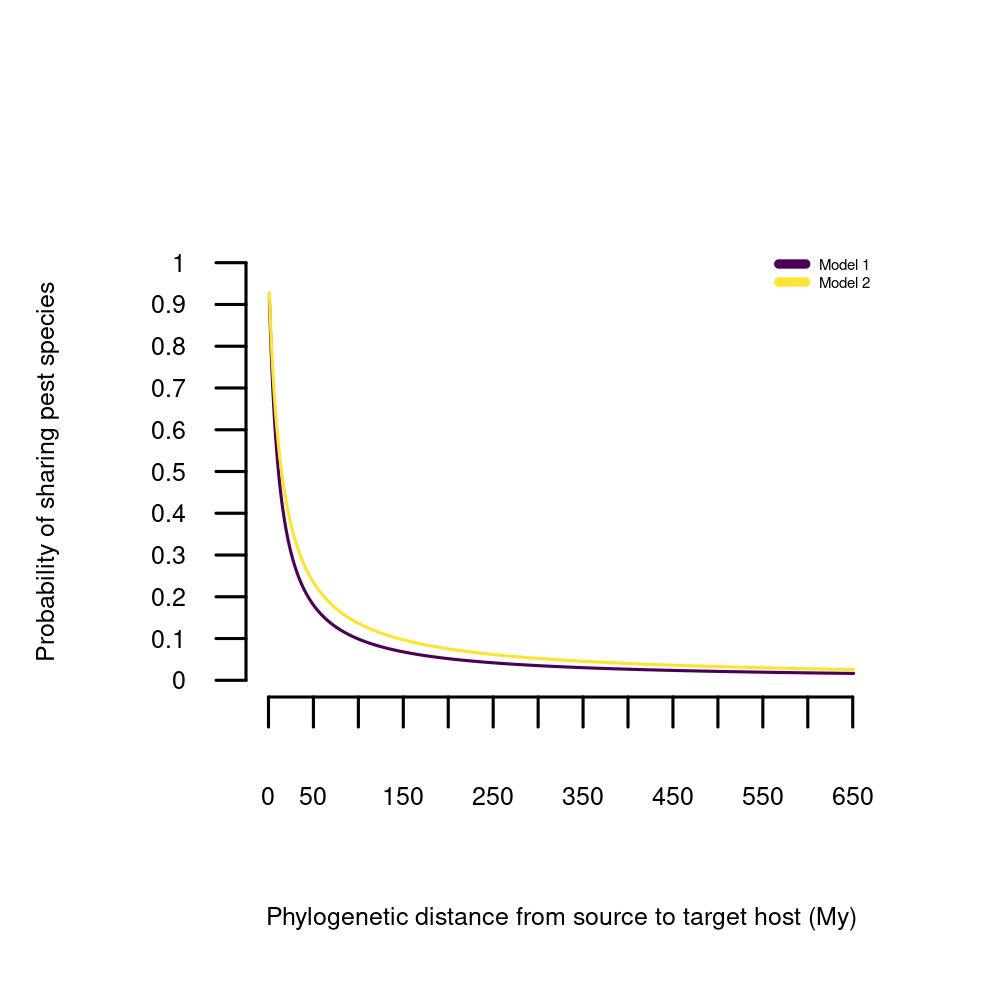 Model 1
Model 2
Probability of sharing pest species
1
0.9
0.8
0.7
0.6
0.5
0.4
0.3
0.2
0.1
0
0 50 150 250 350 450 550 650
Phylogenetic distance from source to target host (My)